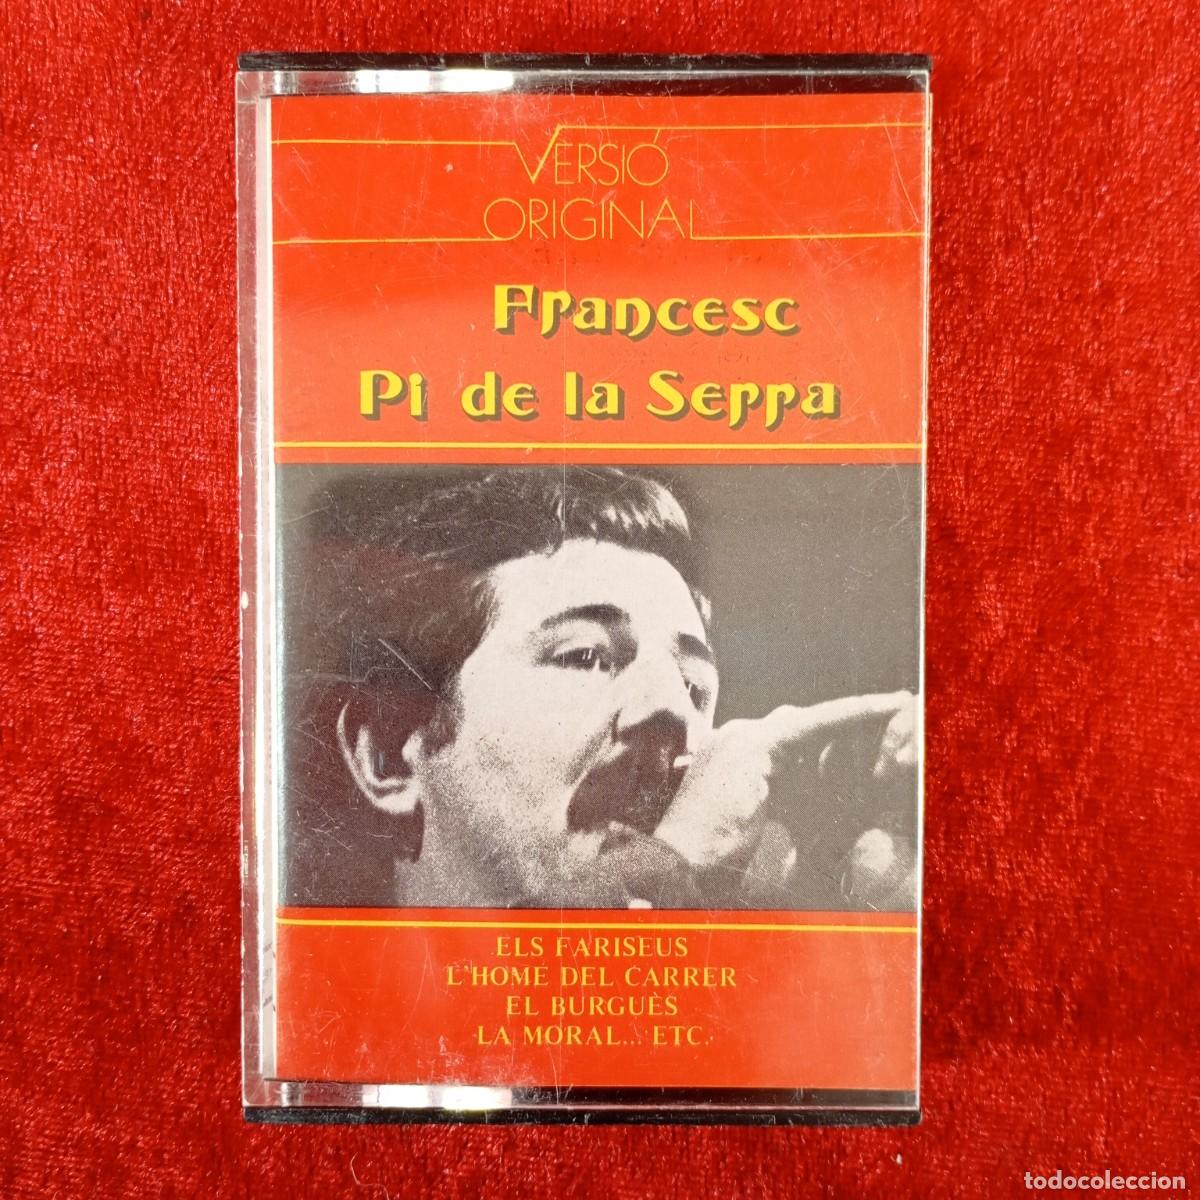 VERSIÓ
ORIGINAL
Francesc
Pi de la Serra
ELS FARISEUS
L'HOME DEL CARRER
EL BURGUÈS
LA MORAL... ETC.
todocoleccion